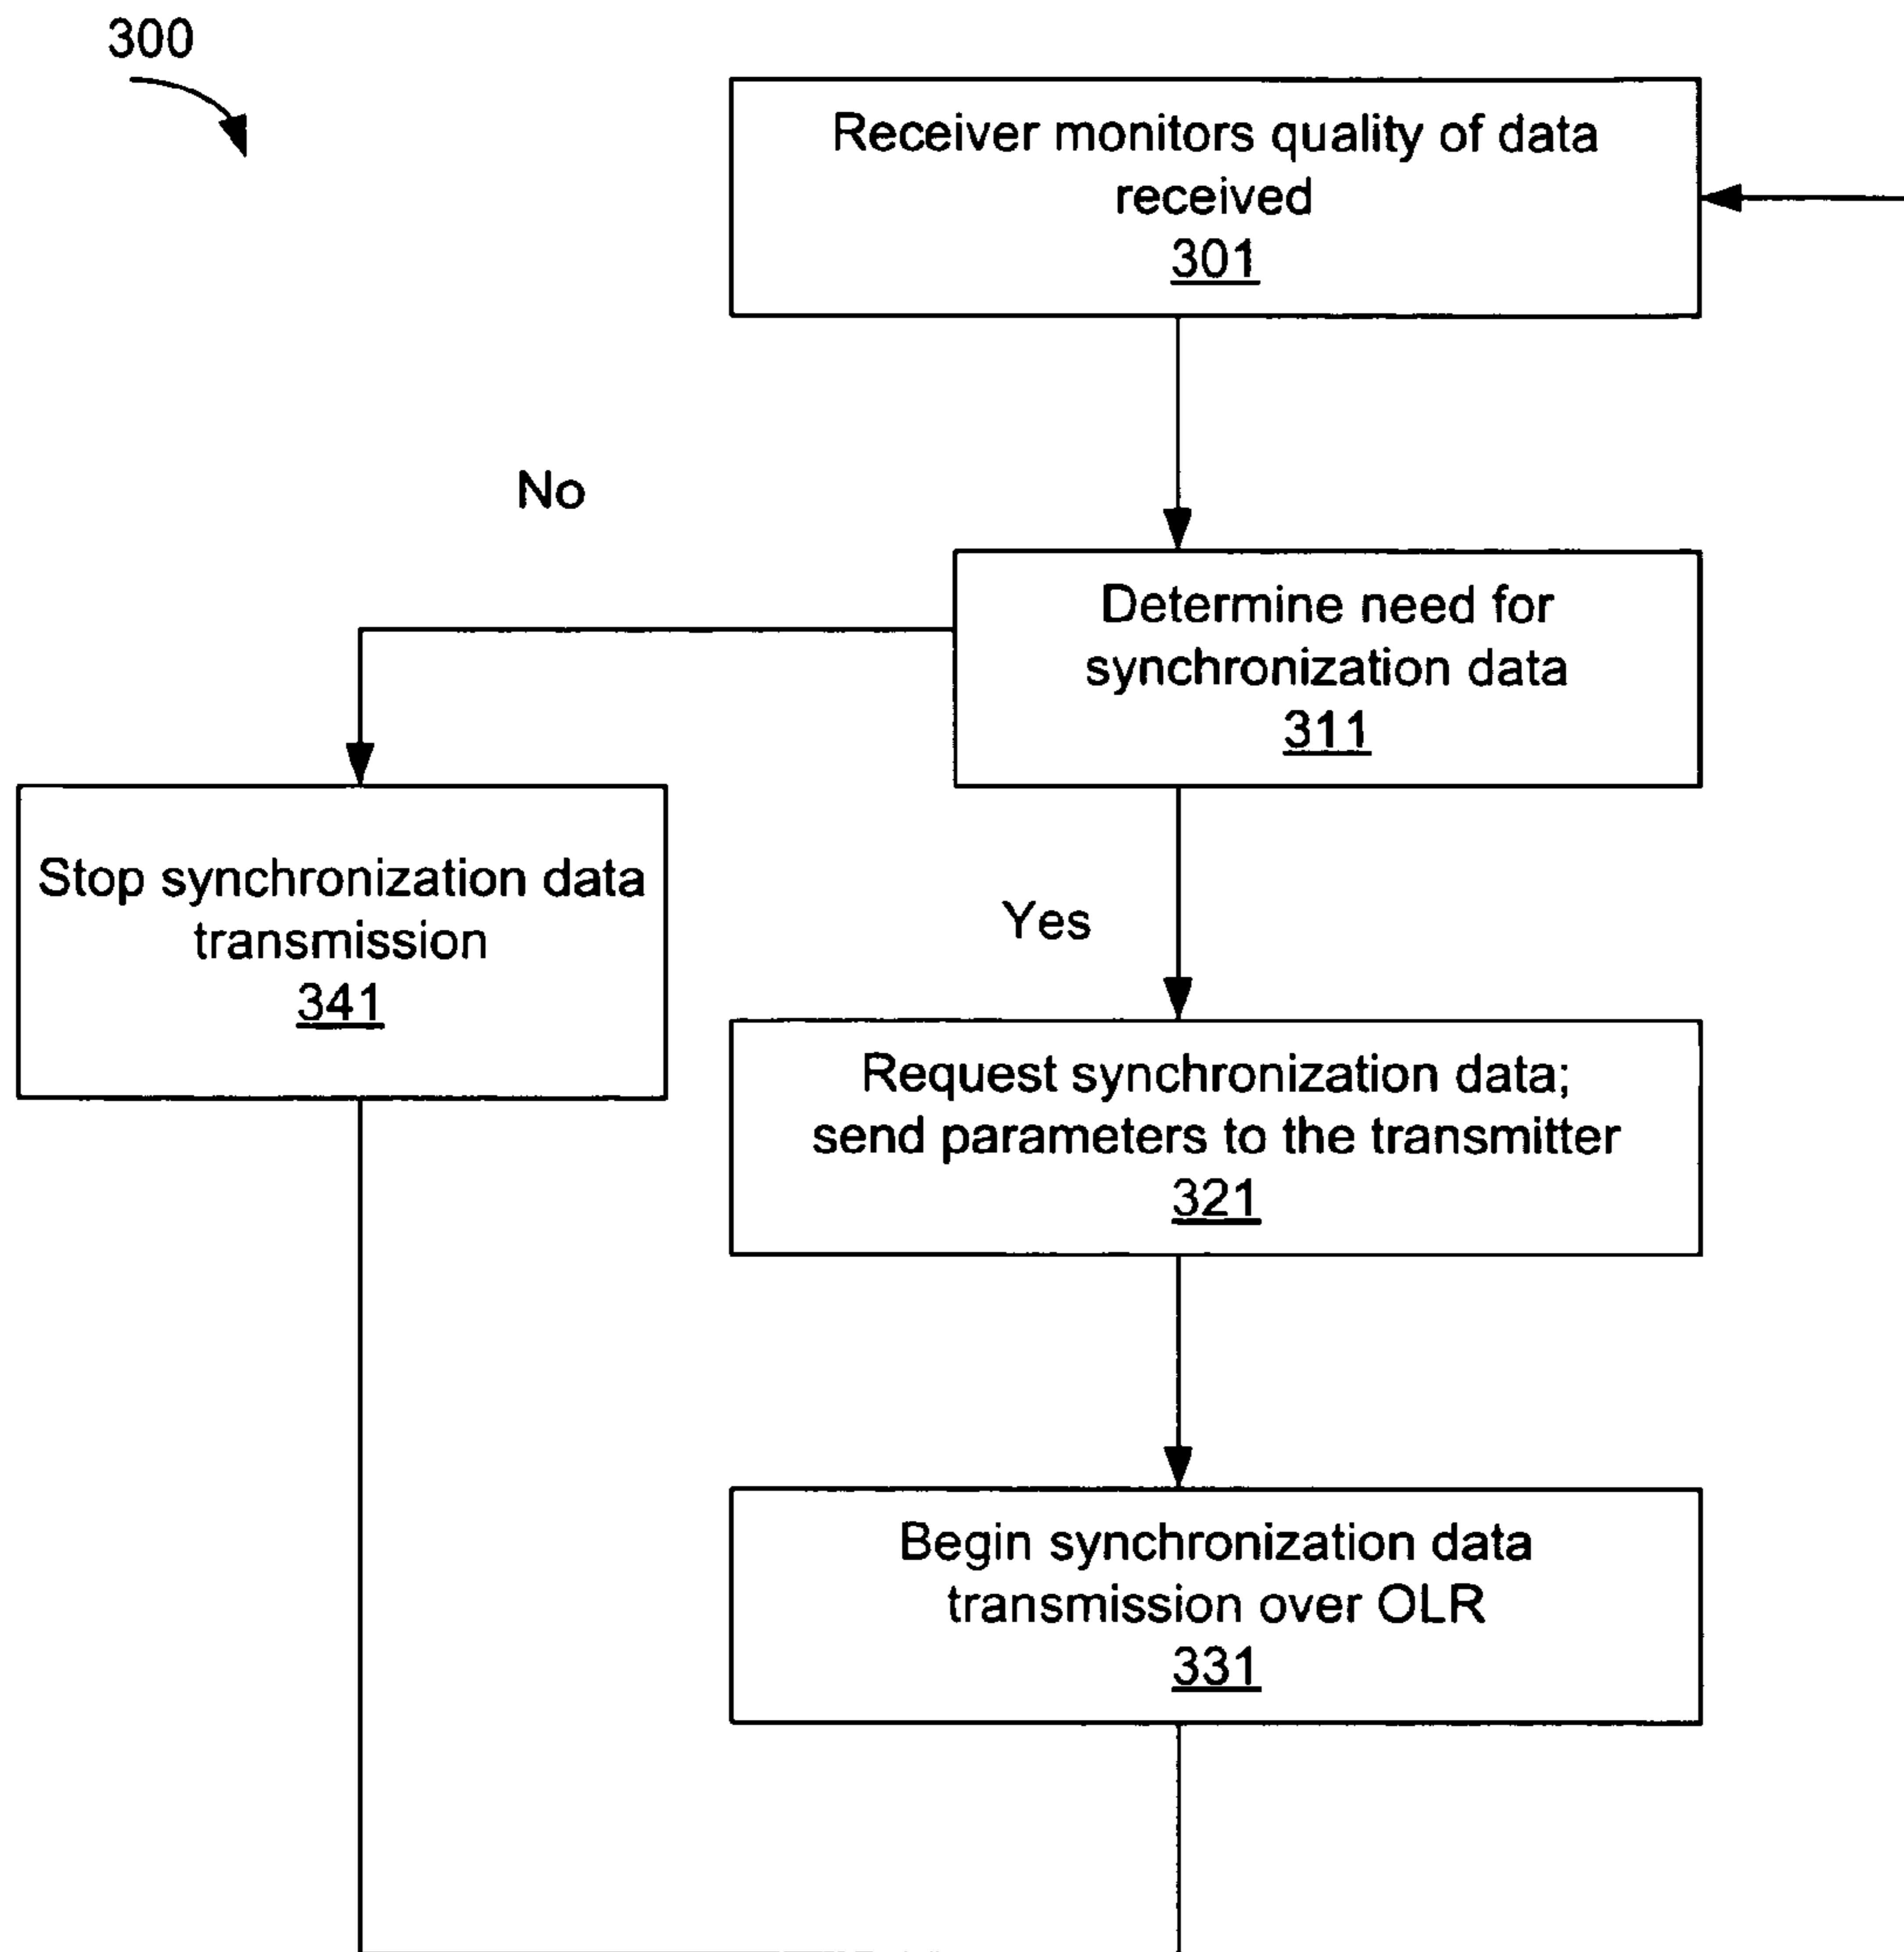 300
Receiver monitors quality of data
received
301
No
Determine need for
synchronization data
311
Stop synchronization data
transmission
341
Yes
Request synchronization data;
send parameters to the transmitter
321
Begin synchronization data
transmission over OLR
331